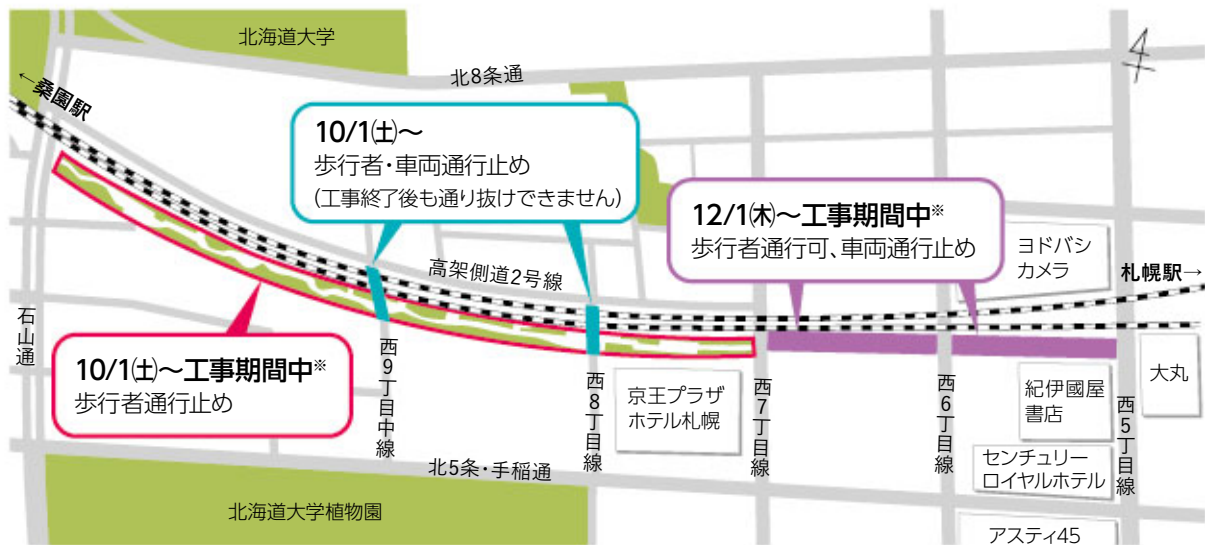 北海道大学
北8条通
←桑園駅
10/1㈯～
歩行者・車両通行止め
(工事終了後も通り抜けできません)
12/1㈭～工事期間中※
歩行者通行可、車両通行止め
ヨドバシ
カメラ
札幌駅→
高架側道2号線
石山通
10/1㈯～工事期間中※
歩行者通行止め
西9丁目中線
西8丁目線
京王プラザ
ホテル札幌
西7丁目線
西6丁目線
紀伊國屋
書店
西5丁目線
大丸
センチュリー
ロイヤルホテル
北5条・手稲通
北海道大学植物園
アスティ45
4